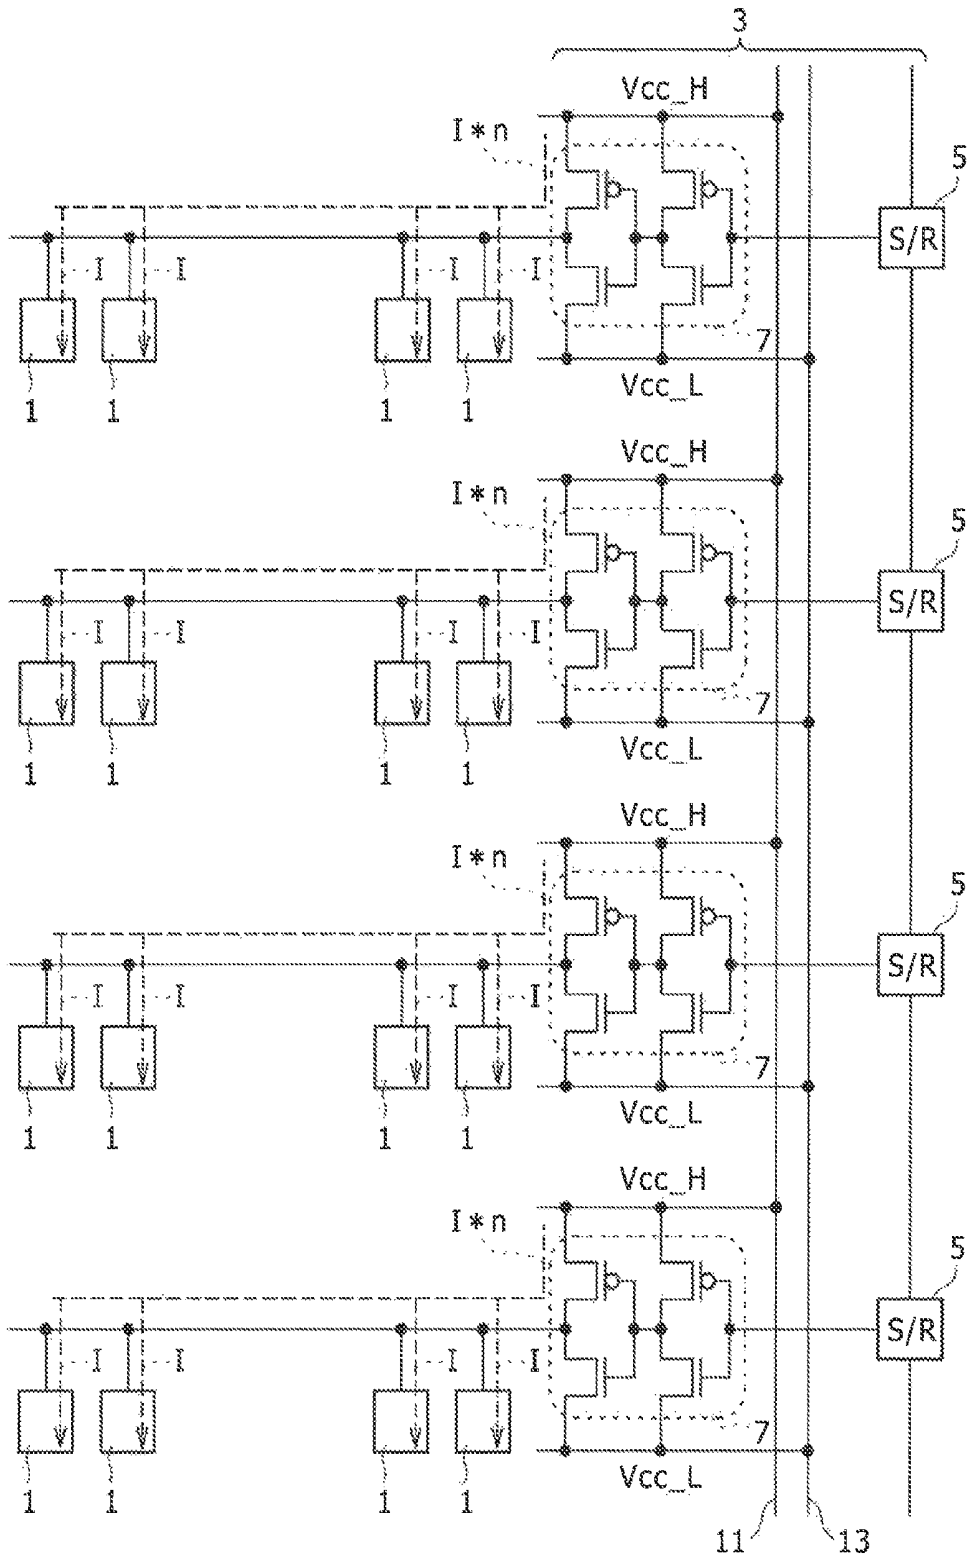 3
Vcc_H
I*n
5
S/R
I I I I
7
1 1 1 1
Vcc_L
Vcc_H
I*n
5
S/R
I I I I
7
1 1 1 1
Vcc_L
Vcc_H
I*n
5
S/R
I I I I
7
1 1 1 1
Vcc_L
Vcc_H
I*n
5
S/R
I I I I
7
1 1 1 1
Vcc_L
11 13